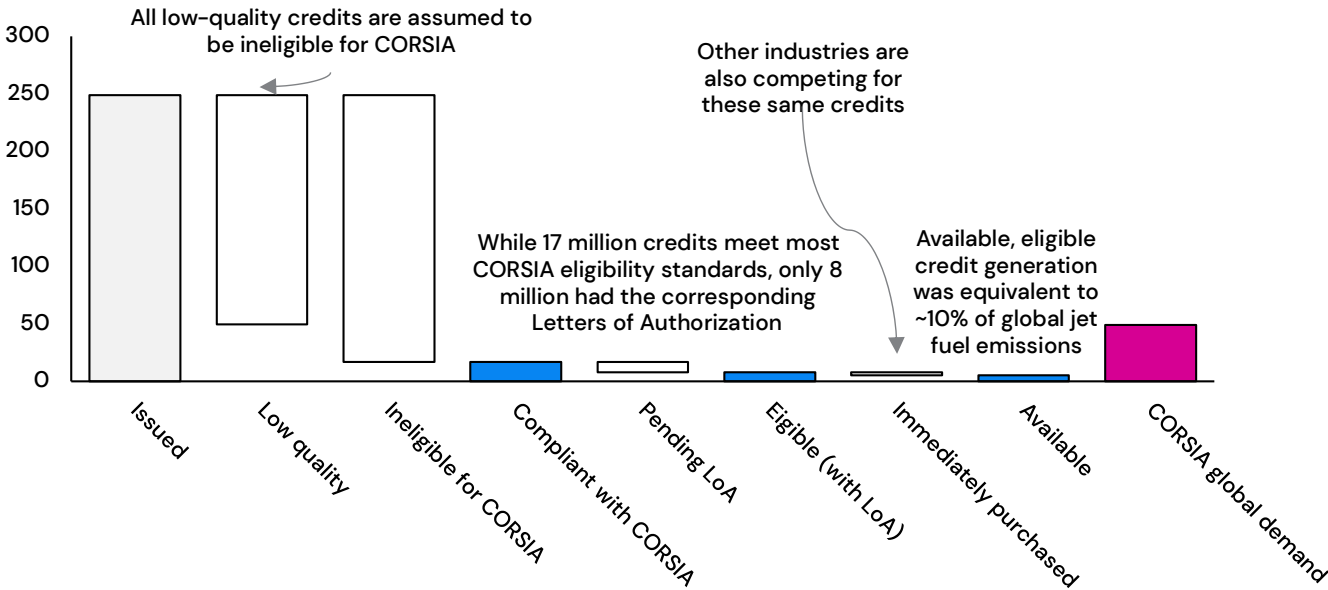 All low-quality credits are assumed to
be ineligible for CORSIA
Other industries are
also competing for
these same credits
While 17 million credits meet most
CORSIA eligibility standards, only 8
million had the corresponding
Letters of Authorization
Available, eligible
credit generation
was equivalent to
~10% of global jet
fuel emissions
300
250
200
150
100
50
0
Issued
Low quality
Ineligible for CORSIA
Compliant with CORSIA
Pending LoA
Eigible (with LoA)
Immediately purchased
Available
CORSIA global demand